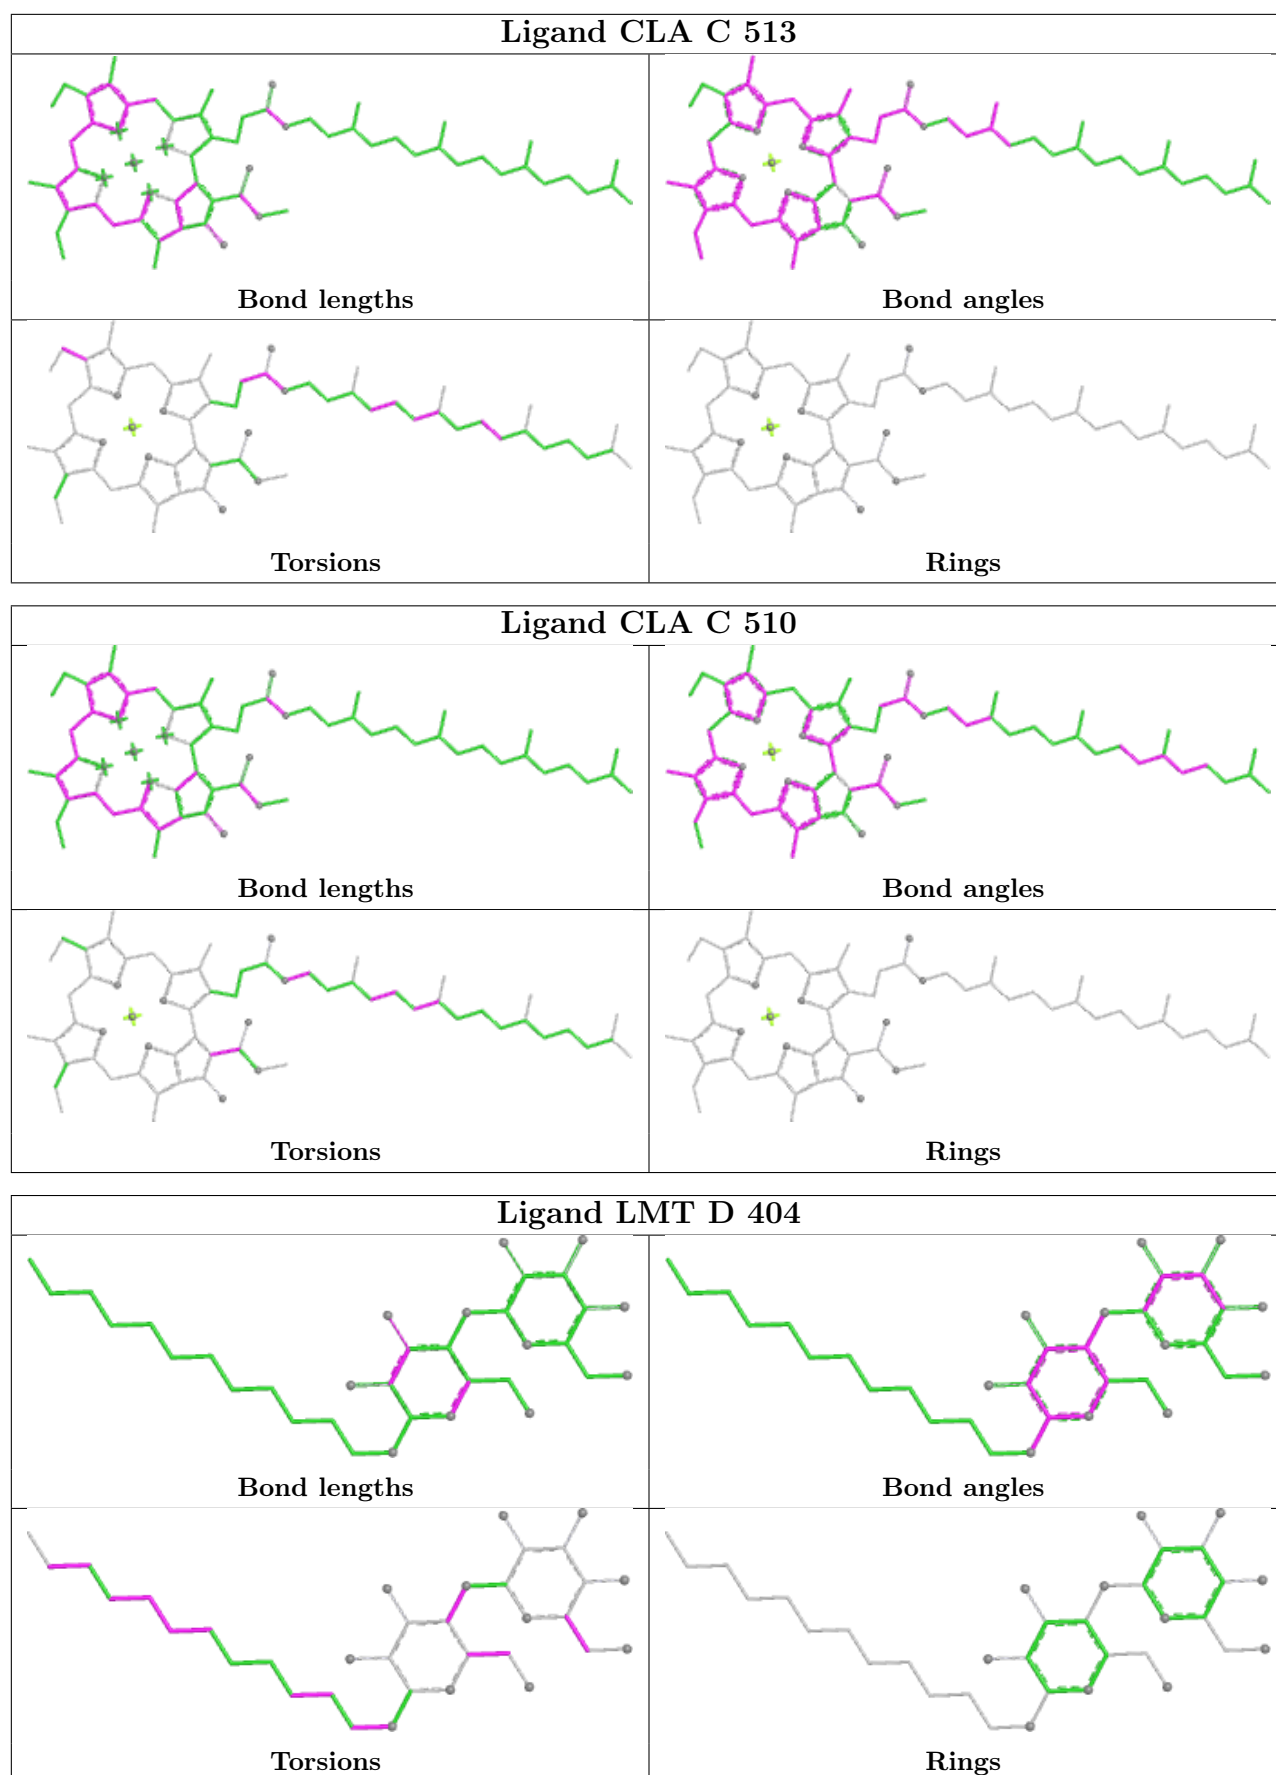 Ligand CLA C 513
Bond lengths
Bond angles
Torsions
Rings
Ligand CLA C 510
Bond lengths
Bond angles
Torsions
Rings
Ligand LMT D 404
Bond lengths
Bond angles
Torsions
Rings